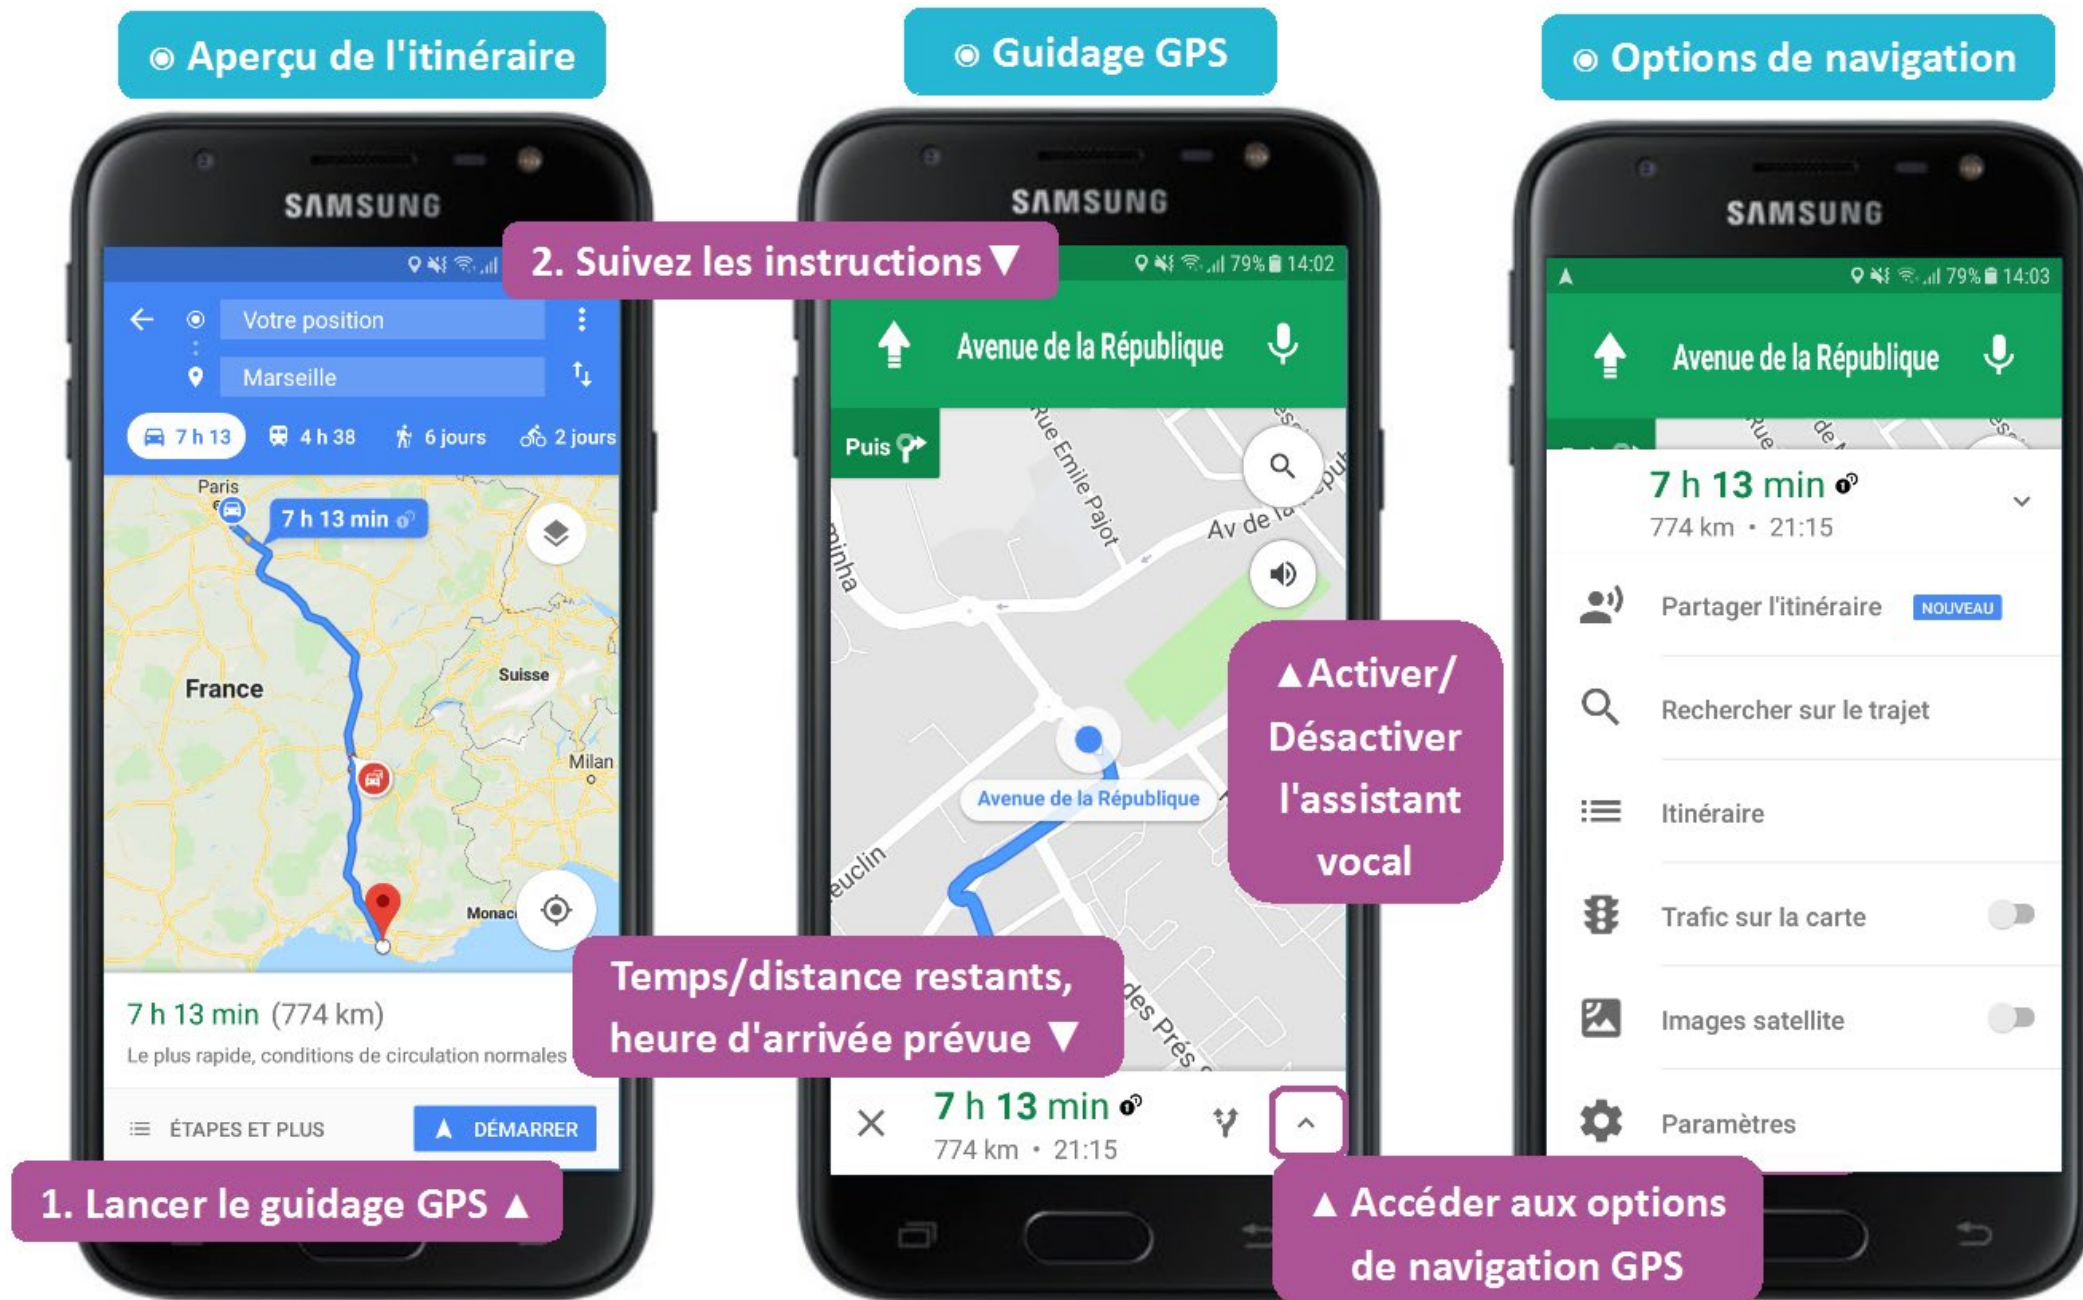 ◉ Aperçu de l'itinéraire
SAMSUNG
Votre position
Marseille
7 h 13
4 h 38
6 jours
2 jours
Paris
7 h 13 min
France
Suisse
Milan
Monac
7 h 13 min (774 km)
Le plus rapide, conditions de circulation normales
ÉTAPES ET PLUS
DÉMARRER
1. Lancer le guidage GPS ▲
◉ Guidage GPS
SAMSUNG
2. Suivez les instructions ▼
79% 14:02
Avenue de la République
Puis
Rue Emile Pajot
Av de la
Avenue de la République
des Prés
▲Activer/
Désactiver
l'assistant
vocal
Temps/distance restants,
heure d'arrivée prévue ▼
7 h 13 min
774 km • 21:15
▲ Accéder aux options
de navigation GPS
◉ Options de navigation
SAMSUNG
79% 14:03
Avenue de la République
Rue
de
7 h 13 min
774 km • 21:15
Partager l'itinéraire NOUVEAU
Rechercher sur le trajet
Itinéraire
Trafic sur la carte
Images satellite
Paramètres